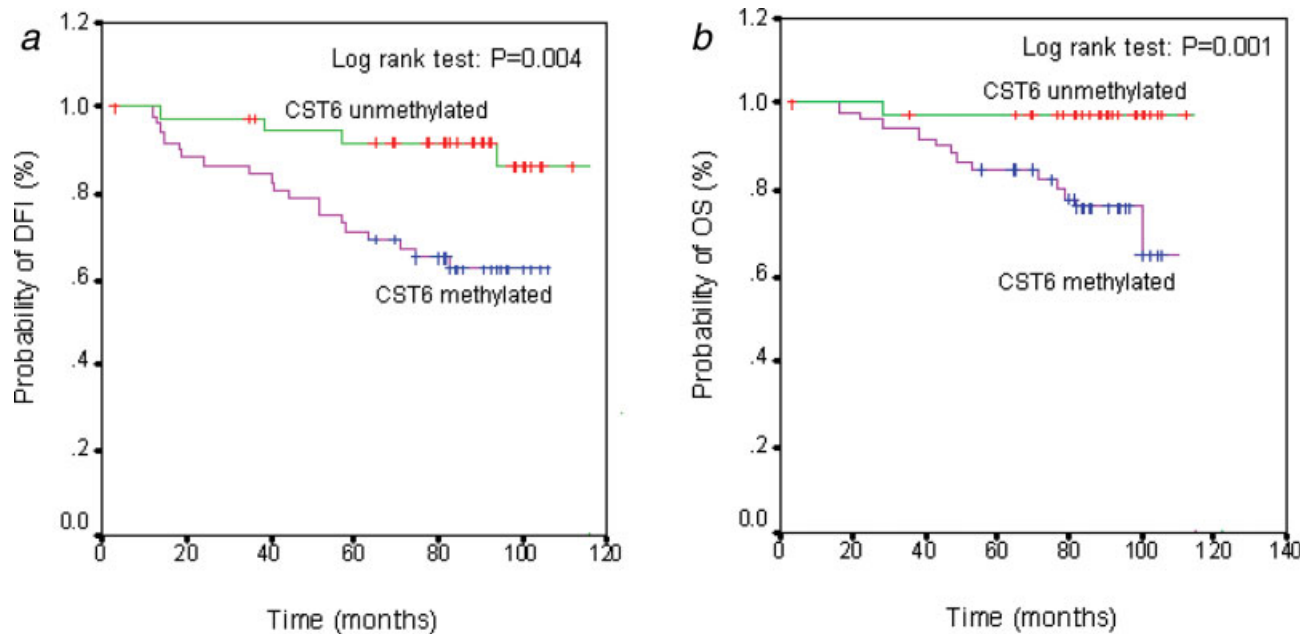 a
Log rank test: P=0.004
CST6 unmethylated
CST6 methylated
Probability of DFI (%)
1.2
1.0
.8
.6
.4
.2
0.0
0 20 40 60 80 100 120
Time (months)
b
Log rank test: P=0.001
CST6 unmethylated
CST6 methylated
Probability of OS (%)
1.2
1.0
.8
.6
.4
.2
0.0
0 20 40 60 80 100 120 140
Time (months)